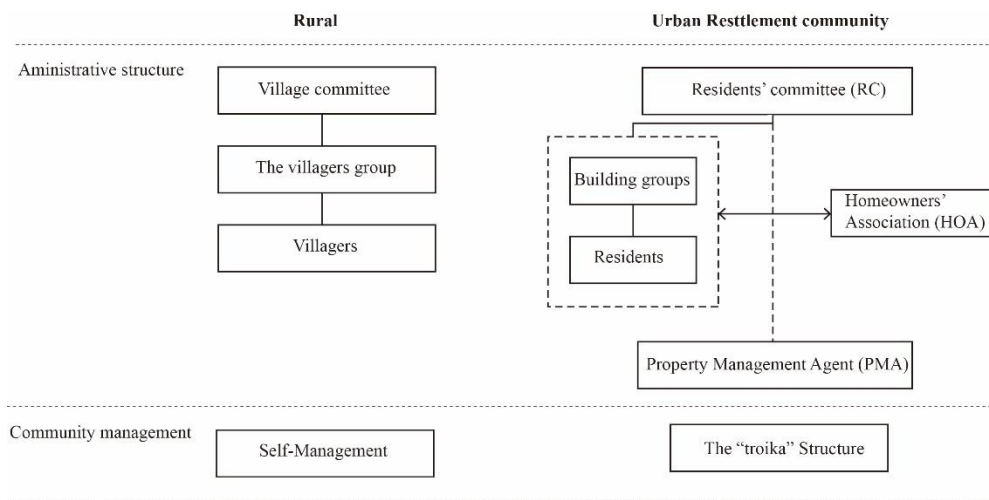 Rural
Urban Resttlement community
Aministrative structure
Village committee
Residents’ committee (RC)
The villagers group
Building groups
Homeowners’
Association (HOA)
Villagers
Residents
Property Management Agent (PMA)
Community management
Self-Management
The “troika” Structure